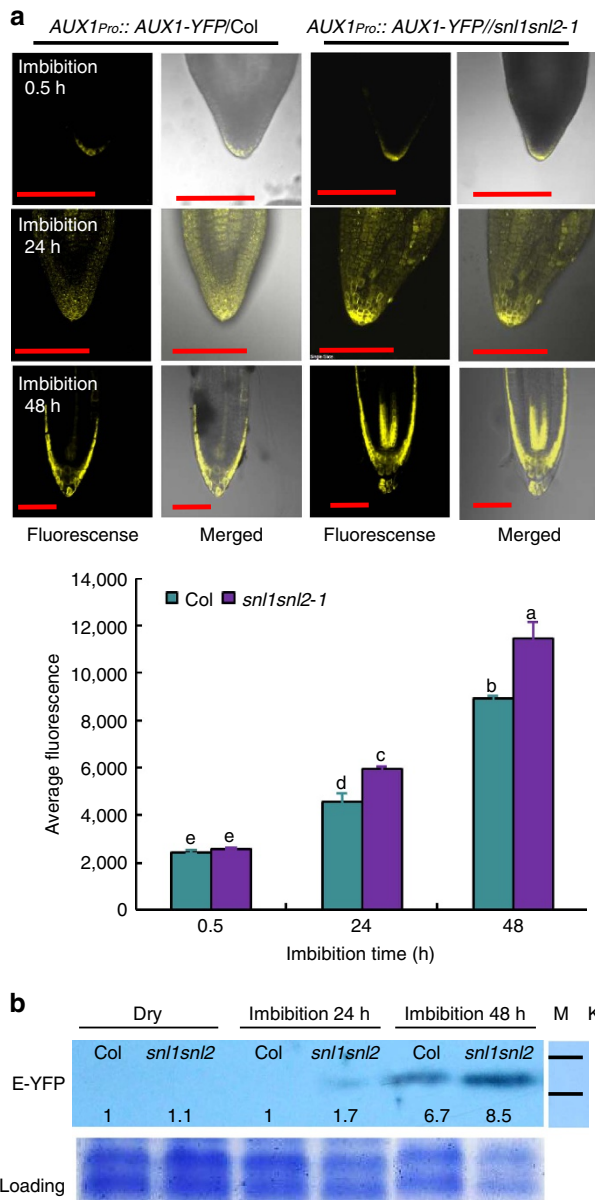 a
AUX1Pro:: AUX1-YFP/Col
AUX1Pro:: AUX1-YFP//snl1snl2-1
Imbibition
0.5 h
Imbibition
24 h
Imbibition
48 h
Fluorescense
Merged
Fluorescense
Merged
14,000
12,000
10,000
8,000
6,000
4,000
2,000
0
Average fluorescence
Col
snl1snl2-1
e
e
d
c
b
a
0.5
24
48
Imbibition time (h)
b
Dry
Imbibition 24 h
Imbibition 48 h
M
K
Col
snl1snl2
Col
snl1snl2
Col
snl1snl2
E-YFP
1
1.1
1
1.7
6.7
8.5
Loading